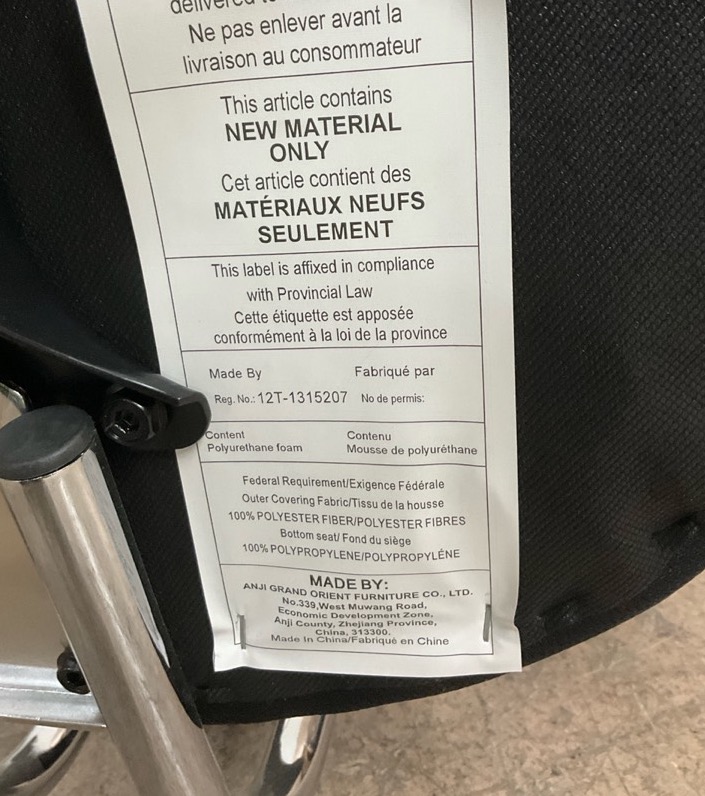 delivered
Ne pas enlever avant la
livraison au consommateur
This article contains
NEW MATERIAL
ONLY
Cet article contient des
MATÉRIAUX NEUFS
SEULEMENT
This label is affixed in compliance
with Provincial Law
Cette étiquette est apposée
conformément à la loi de la province
Made By Fabriqué par
Reg. No.: 12T-1315207 No de permis:
Content Contenu
Polyurethane foam Mousse de polyuréthane
Federal Requirement/Exigence Fédérale
Outer Covering Fabric/Tissu de la housse
100% POLYESTER FIBER/POLYESTER FIBRES
Bottom seat/ Fond du siège
100% POLYPROPYLENE/POLYPROPYLÉNE
MADE BY:
ANJI GRAND ORIENT FURNITURE CO., LTD.
No.339,West Muwang Road,
Economic Development Zone,
Anji County, Zhejiang Province,
China, 313300.
Made In China/Fabriqué en Chine